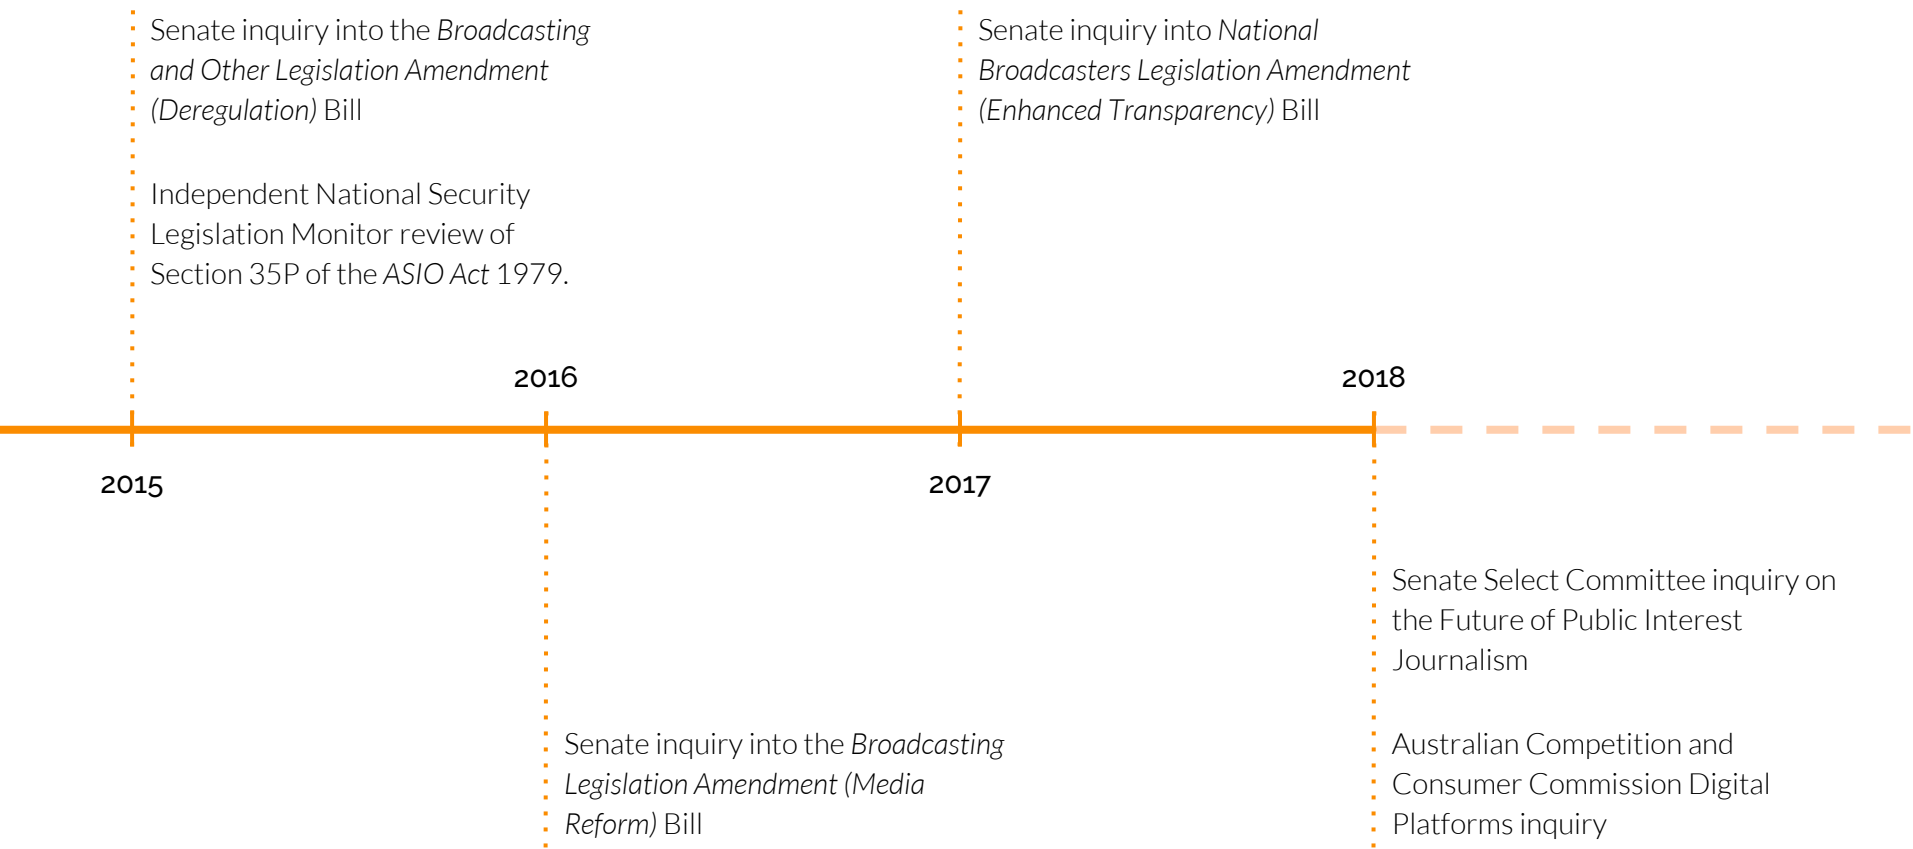 Senate inquiry into the Broadcasting
and Other Legislation Amendment
(Deregulation) Bill
Independent National Security
Legislation Monitor review of
Section 35P of the ASIO Act 1979.
Senate inquiry into National
Broadcasters Legislation Amendment
(Enhanced Transparency) Bill
2016
2018
2015
2017
Senate inquiry into the Broadcasting
Legislation Amendment (Media
Reform) Bill
Senate Select Committee inquiry on
the Future of Public Interest
Journalism
Australian Competition and
Consumer Commission Digital
Platforms inquiry